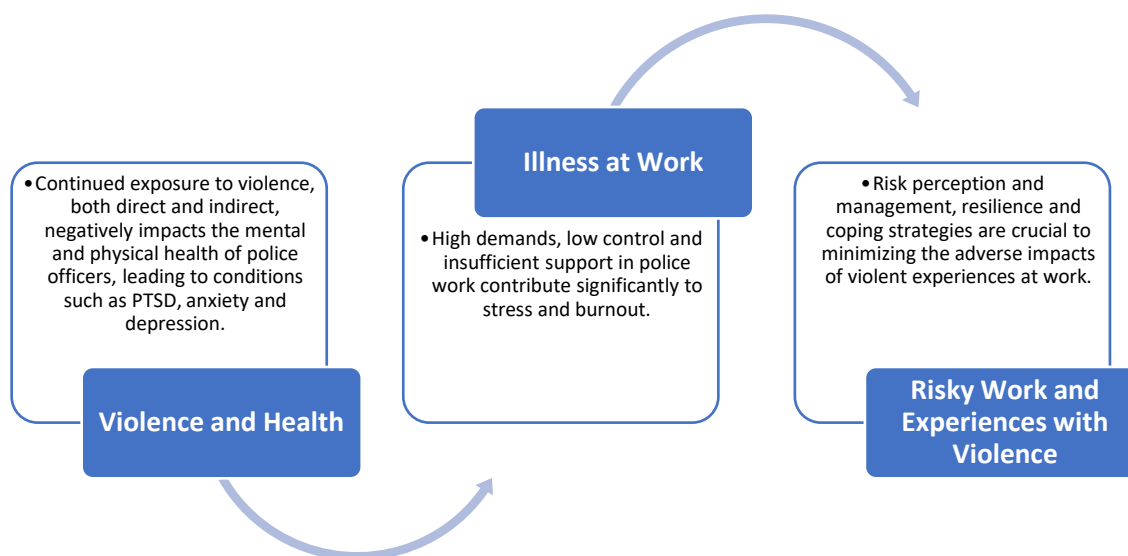 •Continued exposure to violence,
both direct and indirect,
negatively impacts the mental
and physical health of police
officers, leading to conditions
such as PTSD, anxiety and
depression.
Violence and Health
Illness at Work
•High demands, low control and
insufficient support in police
work contribute significantly to
stress and burnout.
•Risk perception and
management, resilience and
coping strategies are crucial to
minimizing the adverse impacts
of violent experiences at work.
Risky Work and
Experiences with
Violence